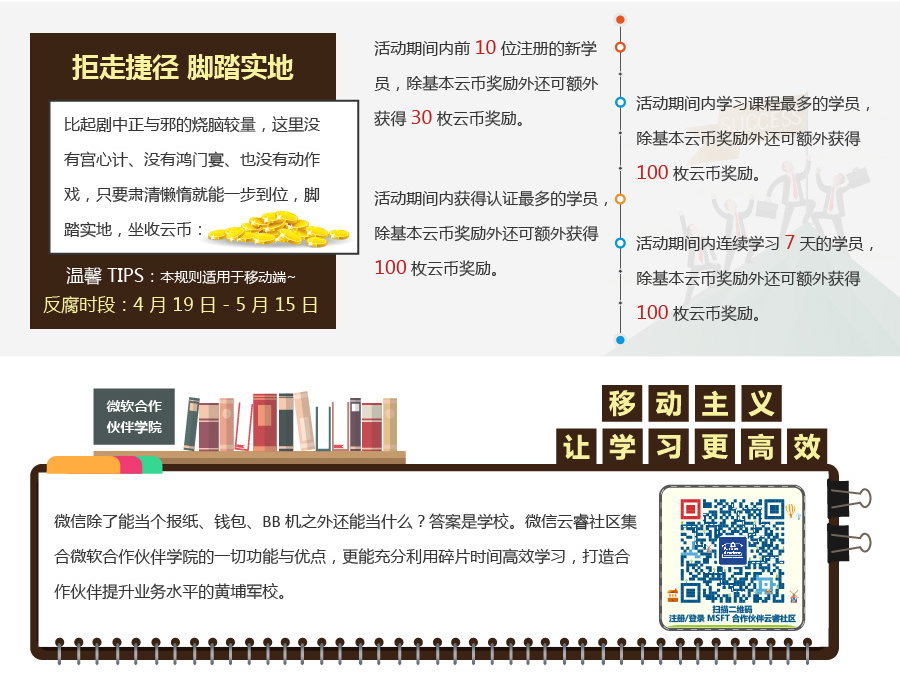 拒走捷径 脚踏实地
比起剧中正与邪的烧脑较量，这里没
有宫心计、没有鸿门宴、也没有动作
戏，只要肃清懒惰就能一步到位，脚
踏实地，坐收云币：
温馨 TIPS：本规则适用于移动端~
反腐时段：4 月 19 日 - 5 月 15 日
活动期间内前 10 位注册的新学
员，除基本云币奖励外还可额外
获得 30 枚云币奖励。
活动期间内学习课程最多的学员，
除基本云币奖励外还可额外获得
100 枚云币奖励。
活动期间内获得认证最多的学员，
除基本云币奖励外还可额外获得
100 枚云币奖励。
活动期间内连续学习 7 天的学员，
除基本云币奖励外还可额外获得
100 枚云币奖励。
SUCCESS
微软合作
伙伴学院
移动主义
让学习更高效
微信除了能当个报纸、钱包、BB 机之外还能当什么？答案是学校。微信云睿社区集
合微软合作伙伴学院的一切功能与优点，更能充分利用碎片时间高效学习，打造合
作伙伴提升业务水平的黄埔军校。
扫描二维码
注册/登录 MSFT 合作伙伴云睿社区